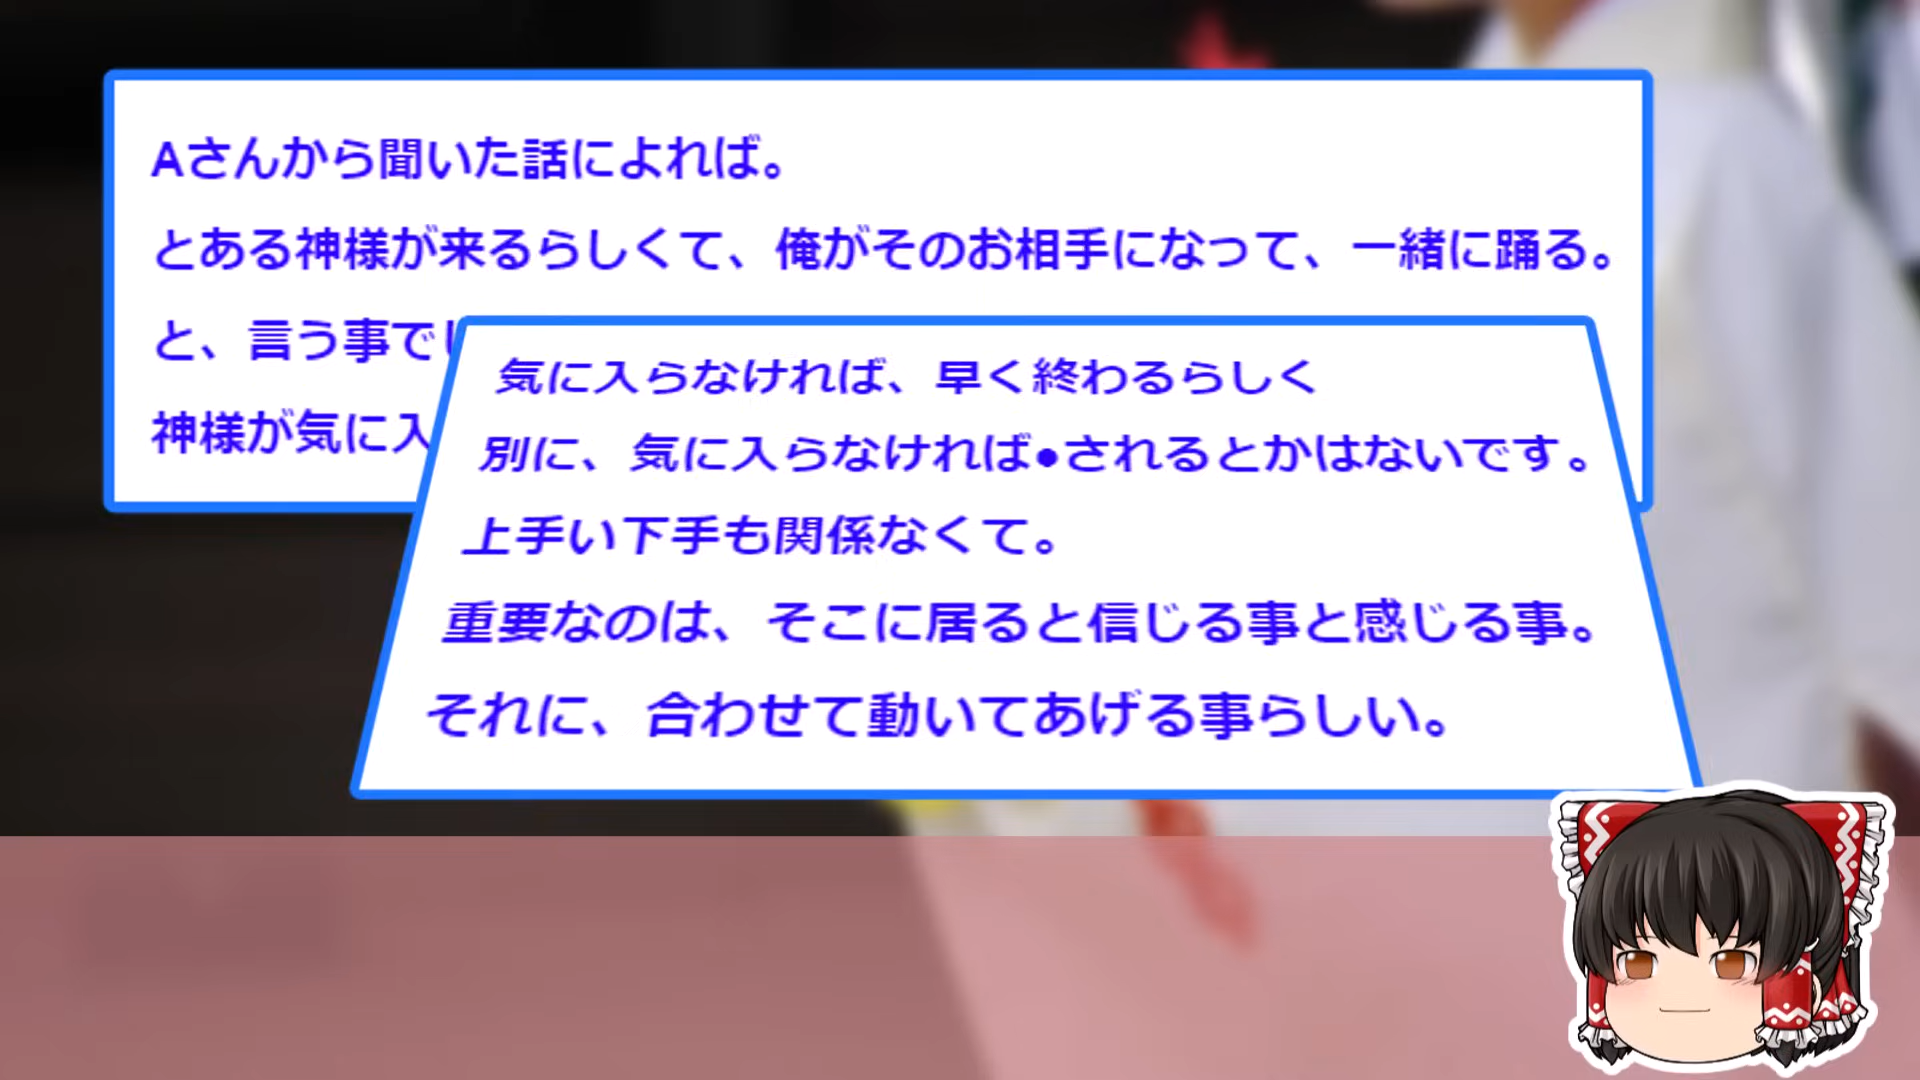 Aさんから聞いた話によれば。
とある神様が来るらしくて、俺がそのお相手になって、一緒に踊る。
と、言う事で
神様が気に入
気に入らなければ、早く終わるらしく
別に、気に入らなければ●されるとかはないです。
上手い下手も関係なくて。
重要なのは、そこに居ると信じる事と感じる事。
それに、合わせて動いてあげる事らしい。